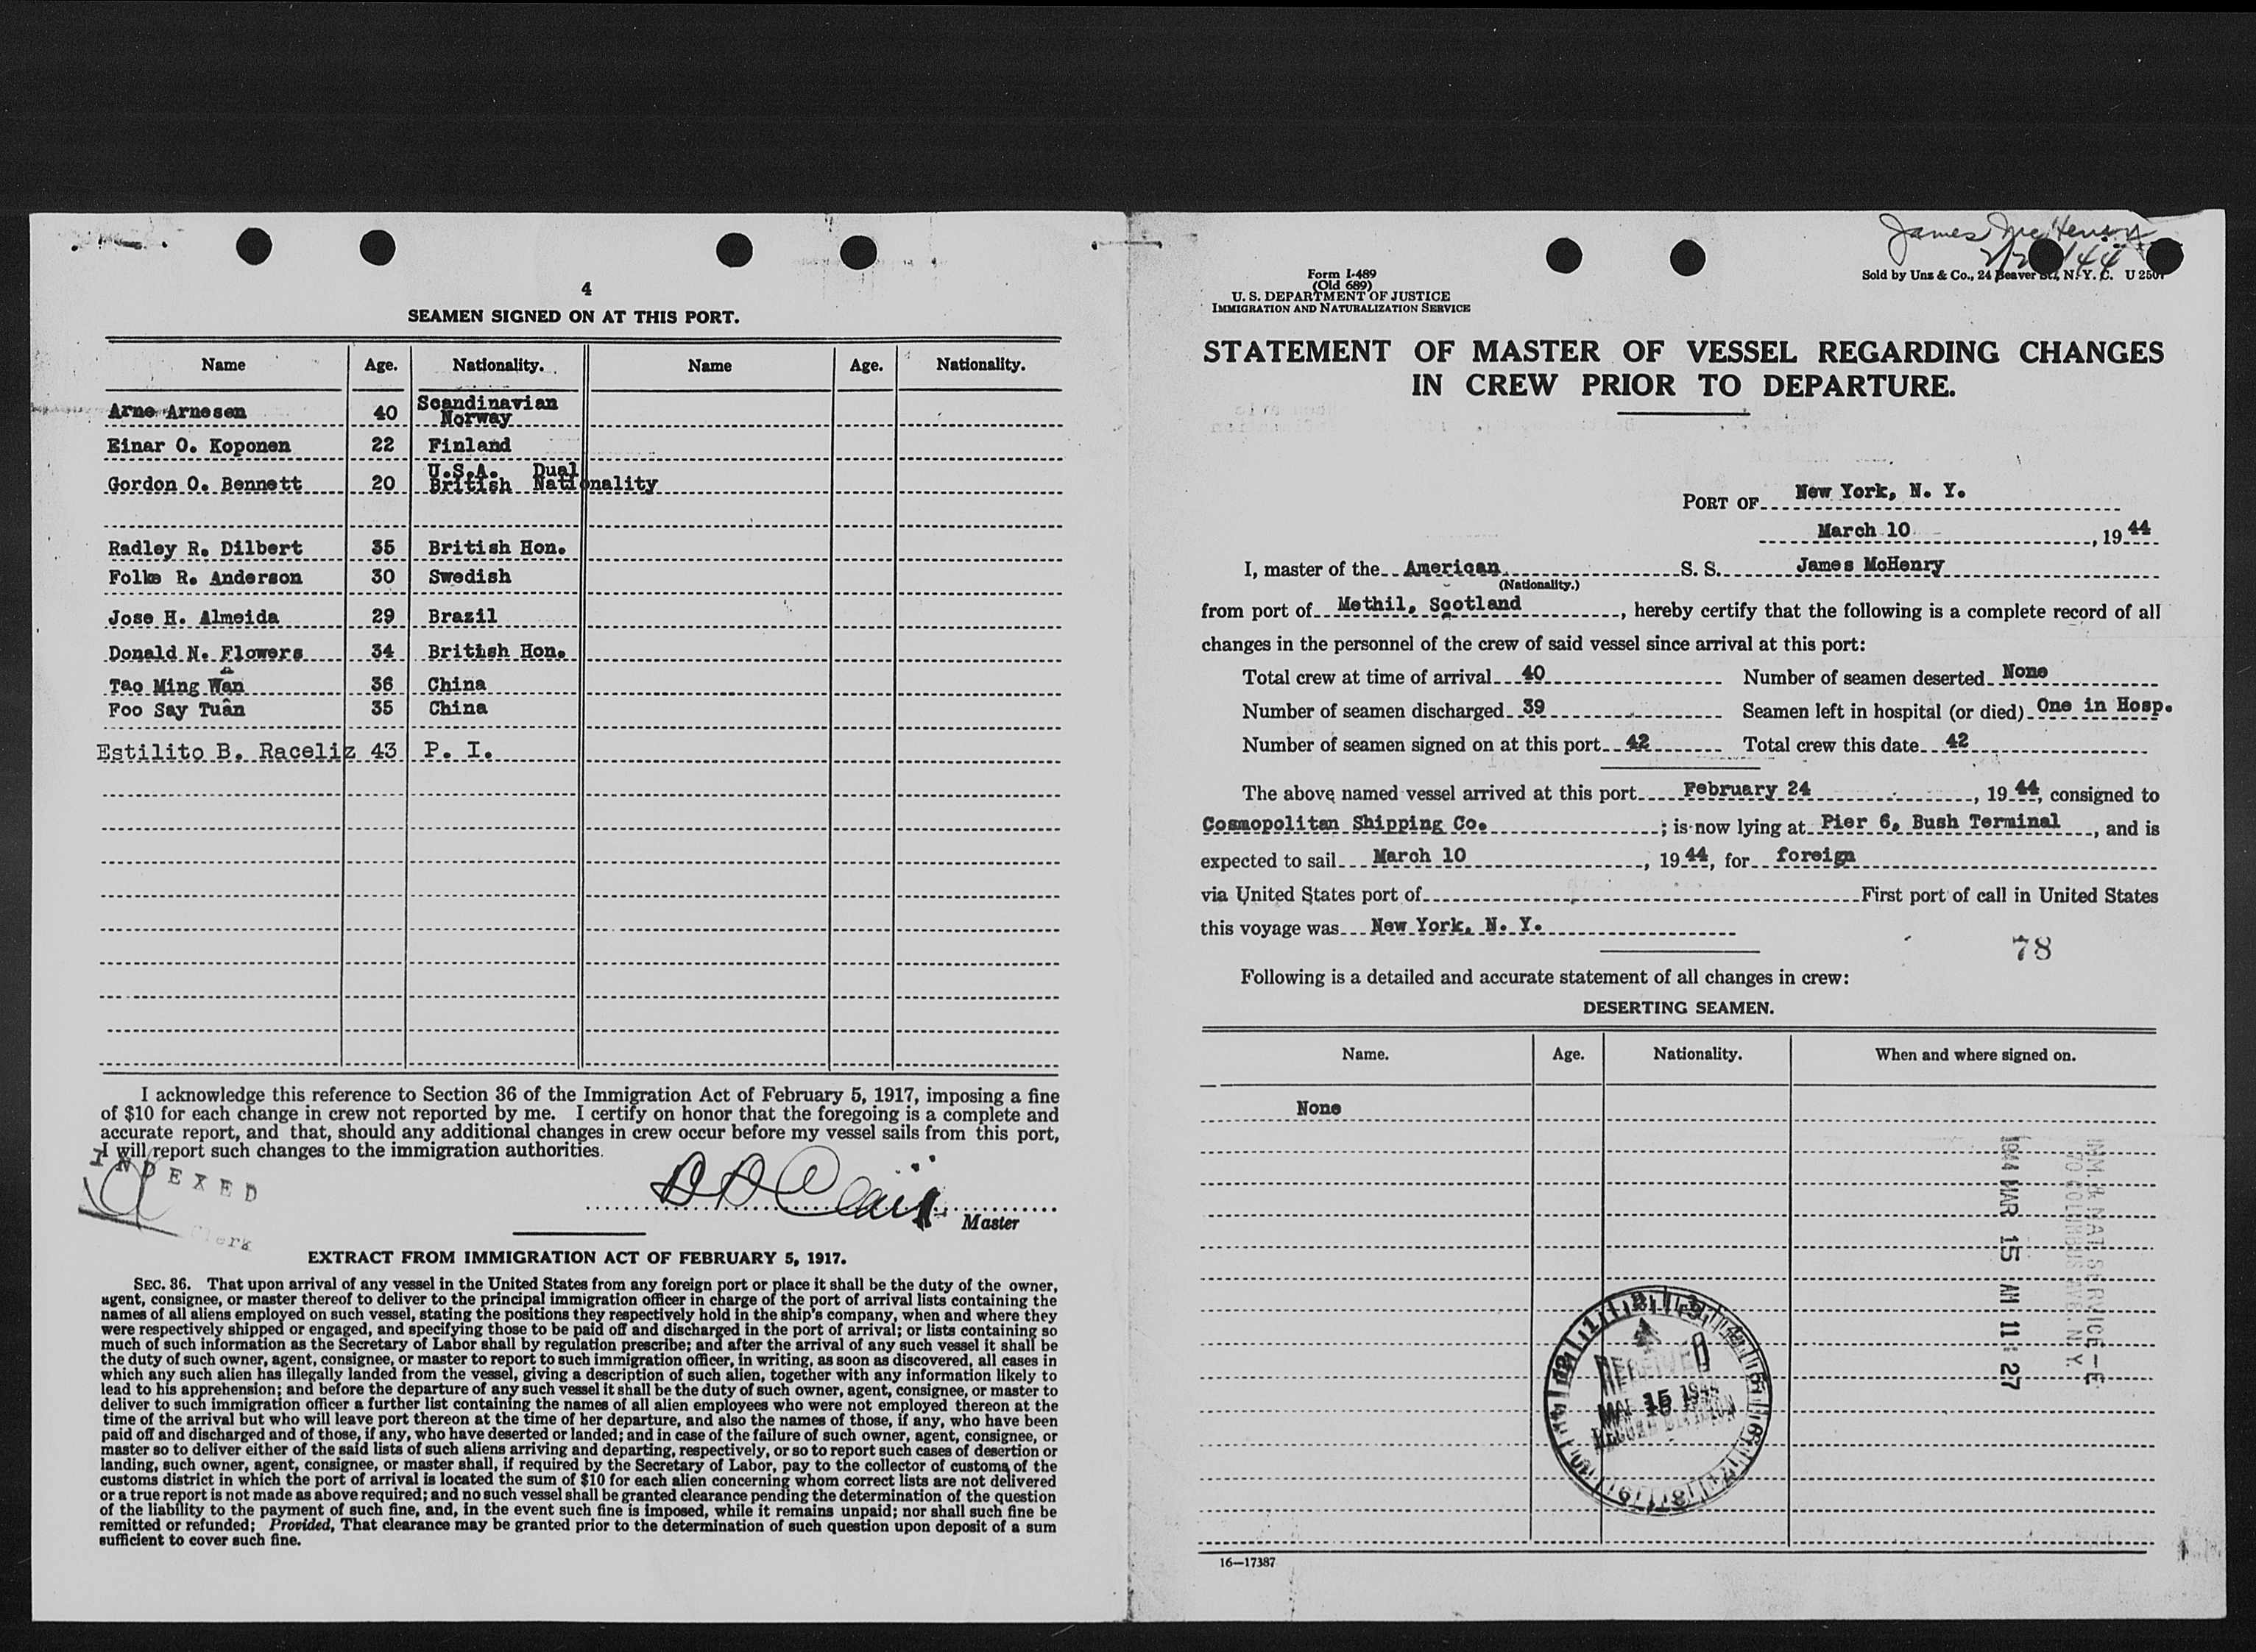 4
SEAMEN SIGNED ON AT THIS PORT.
Name Age. Nationality. Name Age. Nationality.
Arne Arnesen 40 Scandinavian
Norway
Einar O. Koponen 22 Finland
U.S.A. Dual
Gordon O. Bennett 20 British Nationality
Radley R. Dilbert 35 British Hon.
Folke R. Anderson 30 Swedish
Jose H. Almeida 29 Brazil
Donald N. Flowers 34 British Hon.
Tao Ming Wan 36 China
Foo Say Tuan 35 China
Estilito B. Raceliz 43 P. I.
I acknowledge this reference to Section 36 of the Immigration Act of February 5, 1917, imposing a fine
of $10 for each change in crew not reported by me. I certify on honor that the foregoing is a complete and
accurate report, and that, should any additional changes in crew occur before my vessel sails from this port,
I will report such changes to the immigration authorities.
INDEXED
Clerk
Master
EXTRACT FROM IMMIGRATION ACT OF FEBRUARY 5, 1917.
SEC. 36. That upon arrival of any vessel in the United States from any foreign port or place it shall be the duty of the owner,
agent, consignee, or master thereof to deliver to the principal immigration officer in charge of the port of arrival lists containing the
names of all aliens employed on such vessel, stating the positions they respectively hold in the ship's company, when and where they
were respectively shipped or engaged, and specifying those to be paid off and discharged in the port of arrival; or lists containing so
much of such information as the Secretary of Labor shall by regulation prescribe; and after the arrival of any such vessel it shall be
the duty of such owner, agent, consignee, or master to report to such immigration officer, in writing, as soon as discovered, all cases in
which any such alien has illegally landed from the vessel, giving a description of such alien, together with any information likely to
lead to his apprehension; and before the departure of any such vessel it shall be the duty of such owner, agent, consignee, or master to
deliver to such immigration officer a further list containing the names of all alien employees who were not employed thereon at the
time of the arrival but who will leave port thereon at the time of her departure, and also the names of those, if any, who have been
paid off and discharged and of those, if any, who have deserted or landed; and in case of the failure of such owner, agent, consignee, or
master so to deliver either of the said lists of such aliens arriving and departing, respectively, or so to report such cases of desertion or
landing, such owner, agent, consignee, or master shall, if required by the Secretary of Labor, pay to the collector of customs of the
customs district in which the port of arrival is located the sum of $10 for each alien concerning whom correct lists are not delivered
or a true report is not made as above required; and no such vessel shall be granted clearance pending the determination of the question
of the liability to the payment of such fine, and, in the event such fine is imposed, while it remains unpaid; nor shall such fine be
remitted or refunded; Provided, That clearance may be granted prior to the determination of such question upon deposit of a sum
sufficient to cover such fine.
James McHenry
Form I-489
(Old 689)
U. S. DEPARTMENT OF JUSTICE
IMMIGRATION AND NATURALIZATION SERVICE
Sold by Unz & Co., 24 Beaver St., N. Y. C. U 2507
STATEMENT OF MASTER OF VESSEL REGARDING CHANGES
IN CREW PRIOR TO DEPARTURE.
PORT OF New York, N. Y.
March 10, 1944
I, master of the American S. S. James McHenry
(Nationality.)
from port of Methil, Scotland, hereby certify that the following is a complete record of all
changes in the personnel of the crew of said vessel since arrival at this port:
Total crew at time of arrival 40 Number of seamen deserted None
Number of seamen discharged 39 Seamen left in hospital (or died) One in Hosp.
Number of seamen signed on at this port 42 Total crew this date 42
The above named vessel arrived at this port February 24, 1944, consigned to
Cosmopolitan Shipping Co.; is now lying at Pier 6, Bush Terminal, and is
expected to sail March 10, 1944, for foreign
via United States port of First port of call in United States
this voyage was New York, N. Y.
78
Following is a detailed and accurate statement of all changes in crew:
DESERTING SEAMEN.
Name. Age. Nationality. When and where signed on.
None
IMM. & NAT. SERVICE-E
70 COLUMBUS AVE. N.Y.
1944 MAR 15 AM 11:27
RECEIVED
MAR 15 1944
RECORD DIVISION
16—17387